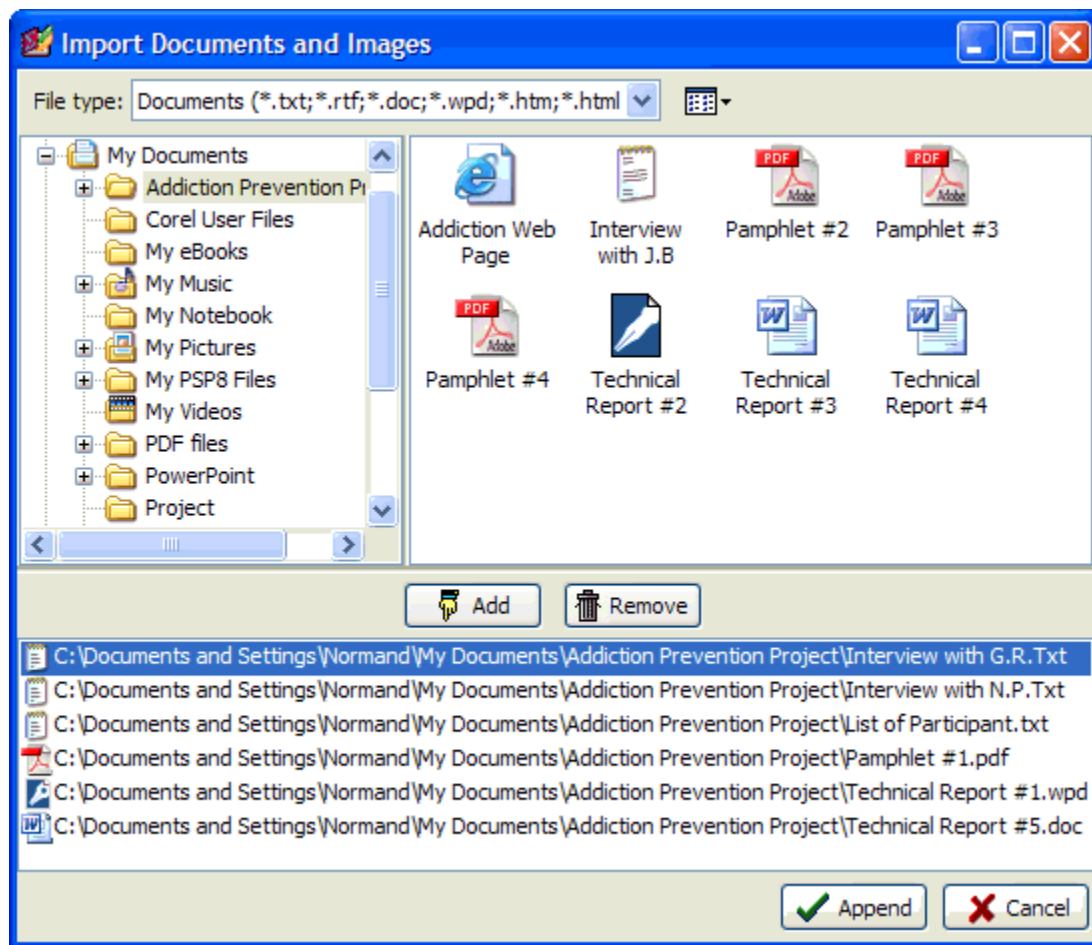 Import Documents and Images
File type: Documents (*.txt;*.rtf;*.doc;*.wpd;*.htm;*.html
My Documents
Addiction Prevention Pr
Corel User Files
My eBooks
My Music
My Notebook
My Pictures
My PSP8 Files
My Videos
PDF files
PowerPoint
Project
Addiction Web
Page
Interview
with J.B
PDF
Adobe
Pamphlet #2
PDF
Adobe
Pamphlet #3
PDF
Adobe
Pamphlet #4
Technical
Report #2
W
Technical
Report #3
W
Technical
Report #4
Add
Remove
C:\Documents and Settings\Normand\My Documents\Addiction Prevention Project\Interview with G.R.Txt
C:\Documents and Settings\Normand\My Documents\Addiction Prevention Project\Interview with N.P.Txt
C:\Documents and Settings\Normand\My Documents\Addiction Prevention Project\List of Participant.txt
C:\Documents and Settings\Normand\My Documents\Addiction Prevention Project\Pamphlet #1.pdf
C:\Documents and Settings\Normand\My Documents\Addiction Prevention Project\Technical Report #1.wpd
W C:\Documents and Settings\Normand\My Documents\Addiction Prevention Project\Technical Report #5.doc
Append
Cancel